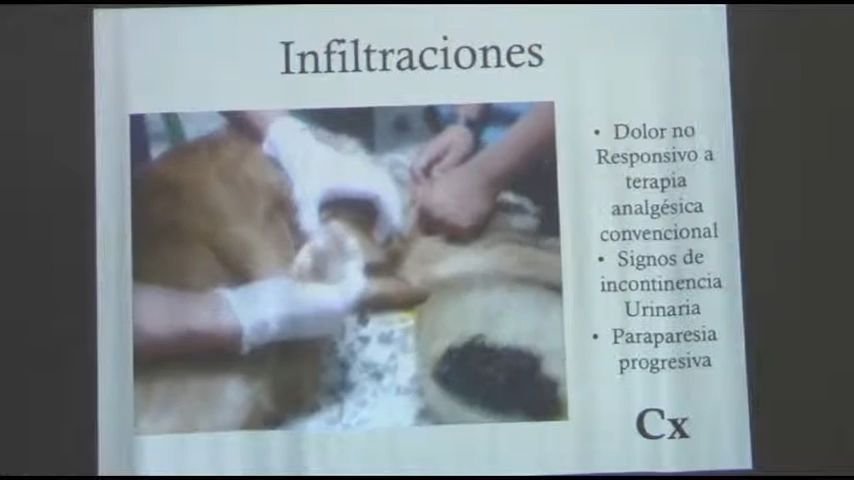 Infiltraciones
• Dolor no
Responsivo a
terapia
analgésica
convencional
• Signos de
incontinencia
Urinaria
• Paraparesia
progresiva
Cx